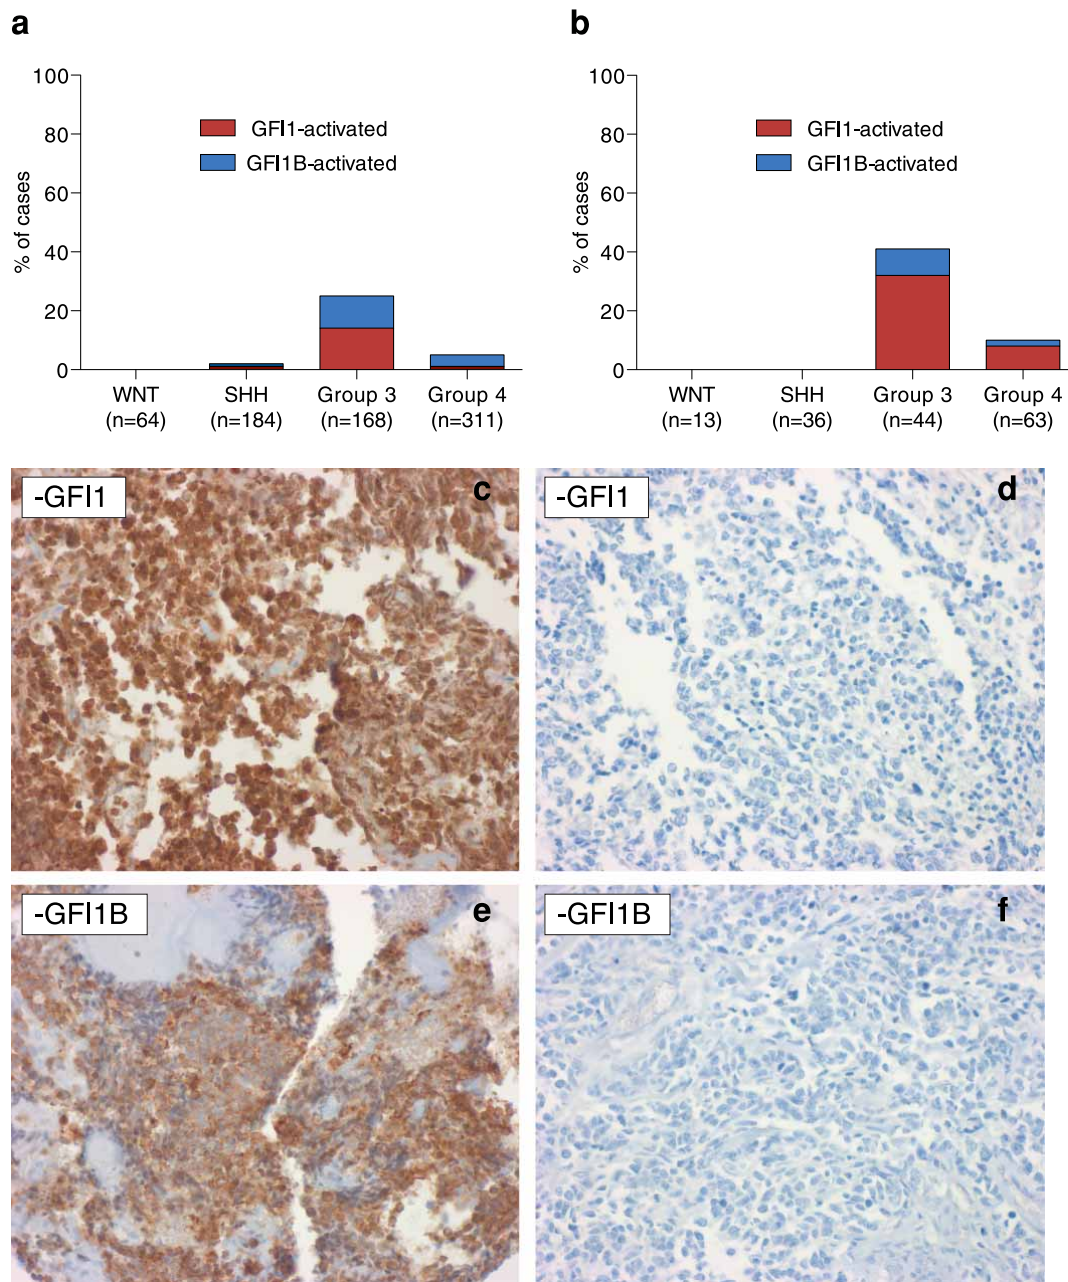 a
100
80
60
40
20
0
% of cases
GFI1-activated
GFI1B-activated
WNT
(n=64)
SHH
(n=184)
Group 3
(n=168)
Group 4
(n=311)
b
100
80
60
40
20
0
% of cases
GFI1-activated
GFI1B-activated
WNT
(n=13)
SHH
(n=36)
Group 3
(n=44)
Group 4
(n=63)
-GFI1
c
-GFI1
d
-GFI1B
e
-GFI1B
f